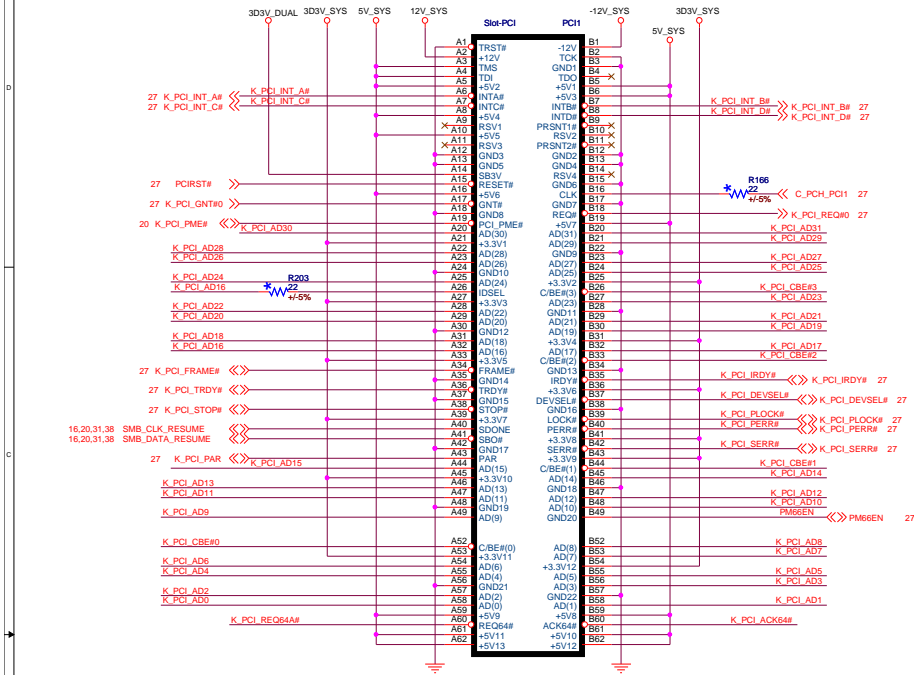 3D3V_DUAL 3D3V_SYS 5V_SYS 12V_SYS -12V_SYS 3D3V_SYS
5V_SYS
Slot-PCI PCI1
A1 TRST# -12V B1
A2 +12V TCK B2
A3 TMS GND1 B3
A4 TDI TDO B4
A5 +5V2 +5V1 B5
27 K_PCI_INT_A# K_PCI_INT_A# A6 INTA# +5V3 B6
27 K_PCI_INT_C# K_PCI_INT_C# A7 INTC# INTB# B7 K_PCI_INT_B# K_PCI_INT_B# 27
A8 +5V4 INTD# B8 K_PCI_INT_D# K_PCI_INT_D# 27
A9 RSV1 PRSNT1# B9
A10 +5V5 RSV2 B10
A11 RSV3 PRSNT2# B11
A12 GND3 GND2 B12
A13 GND5 GND4 B13
A14 SB3V RSV4 B14
27 PCIRST# A15 RESET# GND6 B15
A16 +5V6 CLK B16 * R166 22 +/-5% C_PCH_PCI1 27
27 K_PCI_GNT#0 A17 GNT# GND7 B17
A18 GND8 REQ# B18 K_PCI_REQ#0 27
20 K_PCI_PME# A19 PCI_PME# +5V7 B19
K_PCI_AD30 A20 AD(30) AD(31) B20 K_PCI_AD31
A21 +3.3V1 AD(29) B21 K_PCI_AD29
K_PCI_AD28 A22 AD(28) GND9 B22
K_PCI_AD26 A23 AD(26) AD(27) B23 K_PCI_AD27
A24 GND10 AD(25) B24 K_PCI_AD25
K_PCI_AD24 A25 AD(24) +3.3V2 B25
K_PCI_AD16 * R203 22 +/-5% A26 IDSEL C/BE#(3) B26 K_PCI_CBE#3
A27 +3.3V3 AD(23) B27 K_PCI_AD23
K_PCI_AD22 A28 AD(22) GND11 B28
K_PCI_AD20 A29 AD(20) AD(21) B29 K_PCI_AD21
A30 GND12 AD(19) B30 K_PCI_AD19
K_PCI_AD18 A31 AD(18) +3.3V4 B31
K_PCI_AD16 A32 AD(16) AD(17) B32 K_PCI_AD17
A33 +3.3V5 C/BE#(2) B33 K_PCI_CBE#2
27 K_PCI_FRAME# A34 FRAME# GND13 B34
A35 GND14 IRDY# B35 K_PCI_IRDY# K_PCI_IRDY# 27
27 K_PCI_TRDY# A36 TRDY# +3.3V6 B36
A37 GND15 DEVSEL# B37 K_PCI_DEVSEL# K_PCI_DEVSEL# 27
27 K_PCI_STOP# A38 STOP# GND16 B38
A39 +3.3V7 LOCK# B39 K_PCI_PLOCK# K_PCI_PLOCK# 27
16,20,31,38 SMB_CLK_RESUME A40 SDONE PERR# B40 K_PCI_PERR# K_PCI_PERR# 27
16,20,31,38 SMB_DATA_RESUME A41 SBO# +3.3V8 B41
A42 GND17 SERR# B42 K_PCI_SERR# K_PCI_SERR# 27
27 K_PCI_PAR A43 PAR +3.3V9 B43
K_PCI_AD15 A44 AD(15) C/BE#(1) B44 K_PCI_CBE#1
A45 +3.3V10 AD(14) B45 K_PCI_AD14
K_PCI_AD13 A46 AD(13) GND18 B46
K_PCI_AD11 A47 AD(11) AD(12) B47 K_PCI_AD12
A48 GND19 AD(10) B48 K_PCI_AD10
K_PCI_AD9 A49 AD(9) GND20 B49 PM66EN PM66EN 27
K_PCI_CBE#0 A52 C/BE#(0) AD(8) B52 K_PCI_AD8
A53 +3.3V11 AD(7) B53 K_PCI_AD7
K_PCI_AD6 A54 AD(6) +3.3V12 B54
K_PCI_AD4 A55 AD(4) AD(5) B55 K_PCI_AD5
A56 GND21 AD(3) B56 K_PCI_AD3
K_PCI_AD2 A57 AD(2) GND22 B57
K_PCI_AD0 A58 AD(0) AD(1) B58 K_PCI_AD1
A59 +5V9 +5V8 B59
K_PCI_REQ64A# A60 REQ64# ACK64# B60 K_PCI_ACK64#
A61 +5V11 +5V10 B61
A62 +5V13 +5V12 B62
D
C